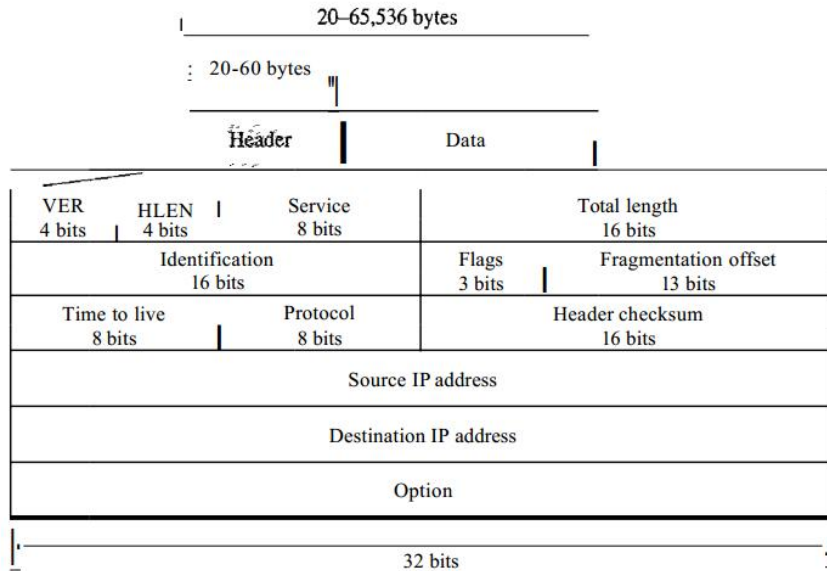 20–65,536 bytes
20-60 bytes
Header
Data
VER HLEN Service Total length
4 bits 4 bits 8 bits 16 bits
Identification Flags Fragmentation offset
16 bits 3 bits 13 bits
Time to live Protocol Header checksum
8 bits 8 bits 16 bits
Source IP address
Destination IP address
Option
32 bits